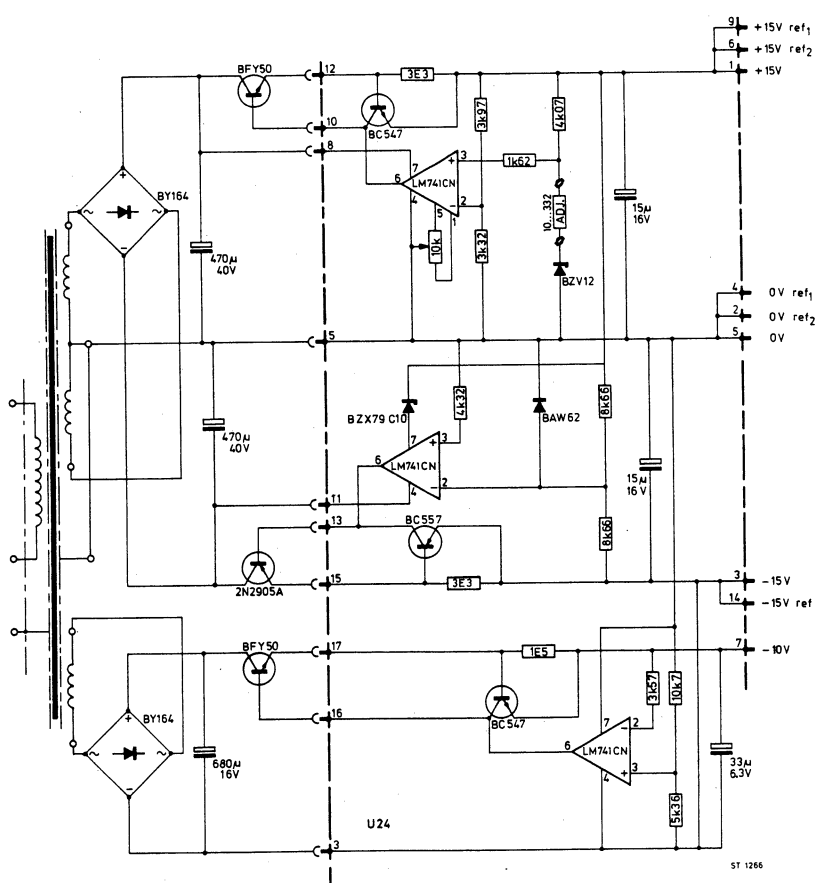 9 +15V ref1
6 +15V ref2
1 +15V
BFY50
12
3E3
10
BC547
3k97
4k07
8
BY164
+
~
~
-
7
+ 3
6 LM741CN
4
- 2
5
1
1k62
10...332
ADJ.
10k
3k32
BZV12
15µ
16V
470µ
40V
4 0V ref1
2 0V ref2
5 0V
5
4k32
8k66
BZX79 C10
BAW62
7
+ 3
6 LM741CN
4
- 2
470µ
40V
15µ
16V
11
13
BC557
8k66
2N2905A
15
3E3
3 -15V
14 -15V ref
BFY50
17
1E5
7 -10V
3k57
10k7
16
BC547
BY164
+
~
~
-
7
- 2
6 LM741CN
4
+ 3
680µ
16V
33µ
6.3V
5k36
U24
3
ST 1266